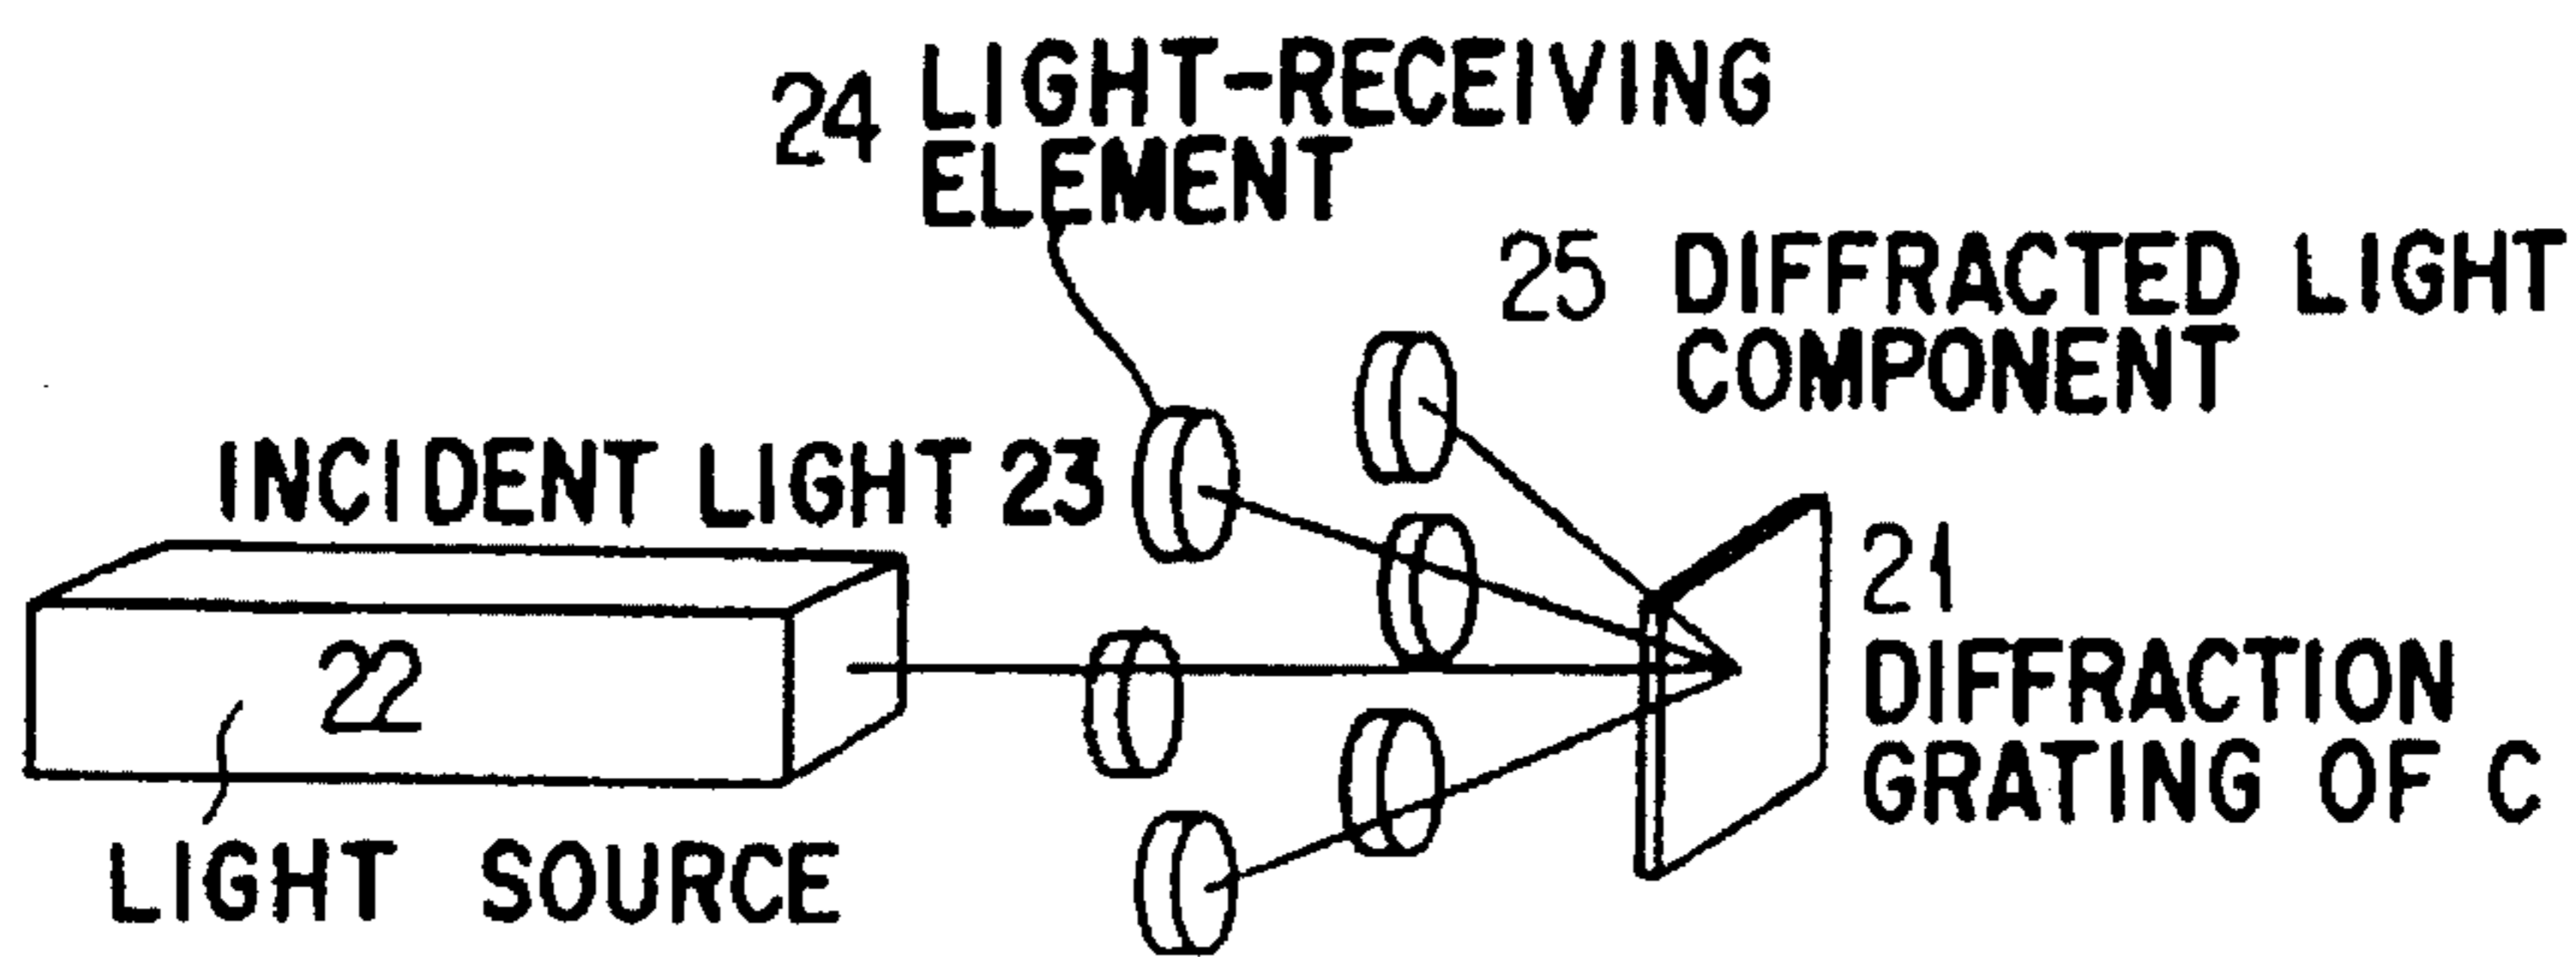 24 LIGHT-RECEIVING
ELEMENT
25 DIFFRACTED LIGHT
COMPONENT
INCIDENT LIGHT 23
21
DIFFRACTION
GRATING OF C
22
LIGHT SOURCE